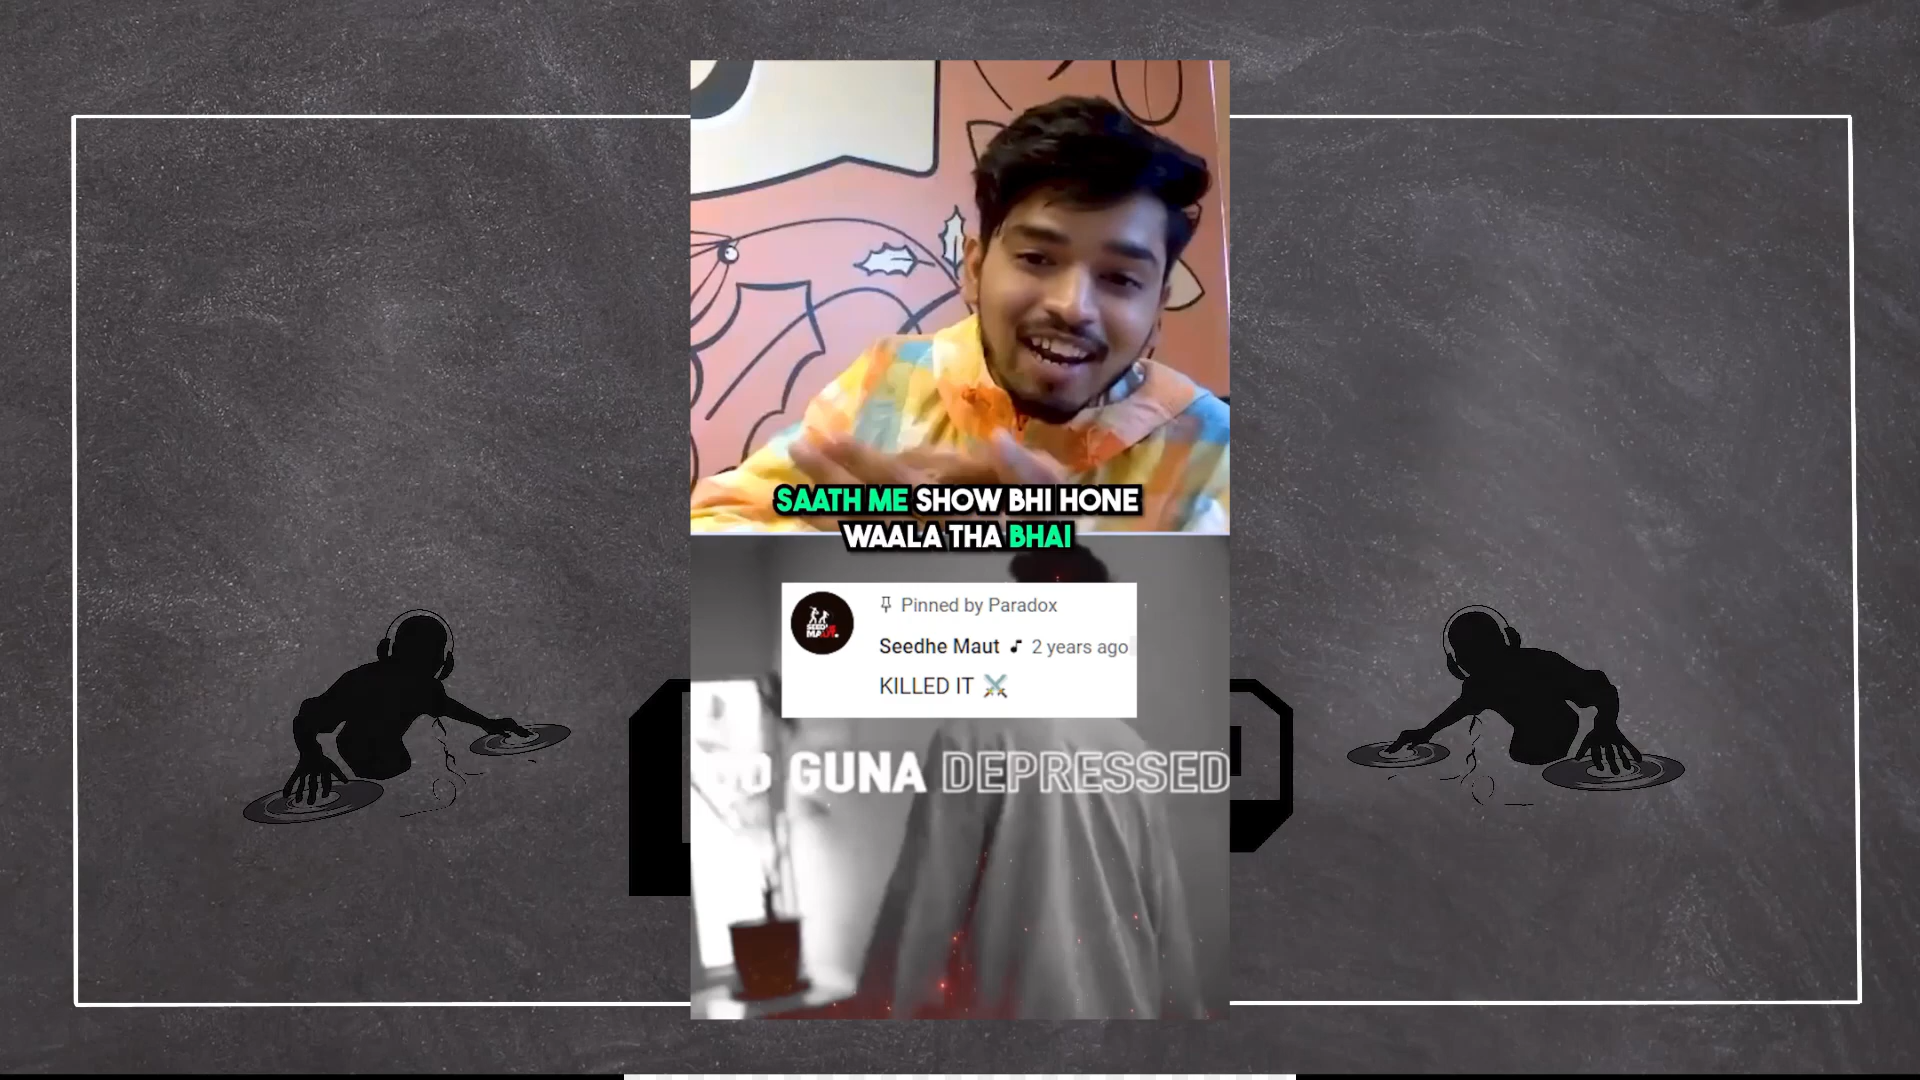 SAATH ME SHOW BHI HONE
WAALA THA BHAI
Pinned by Paradox
Seedhe Maut 2 years ago
KILLED IT ⚔
GUNA DEPRESSED